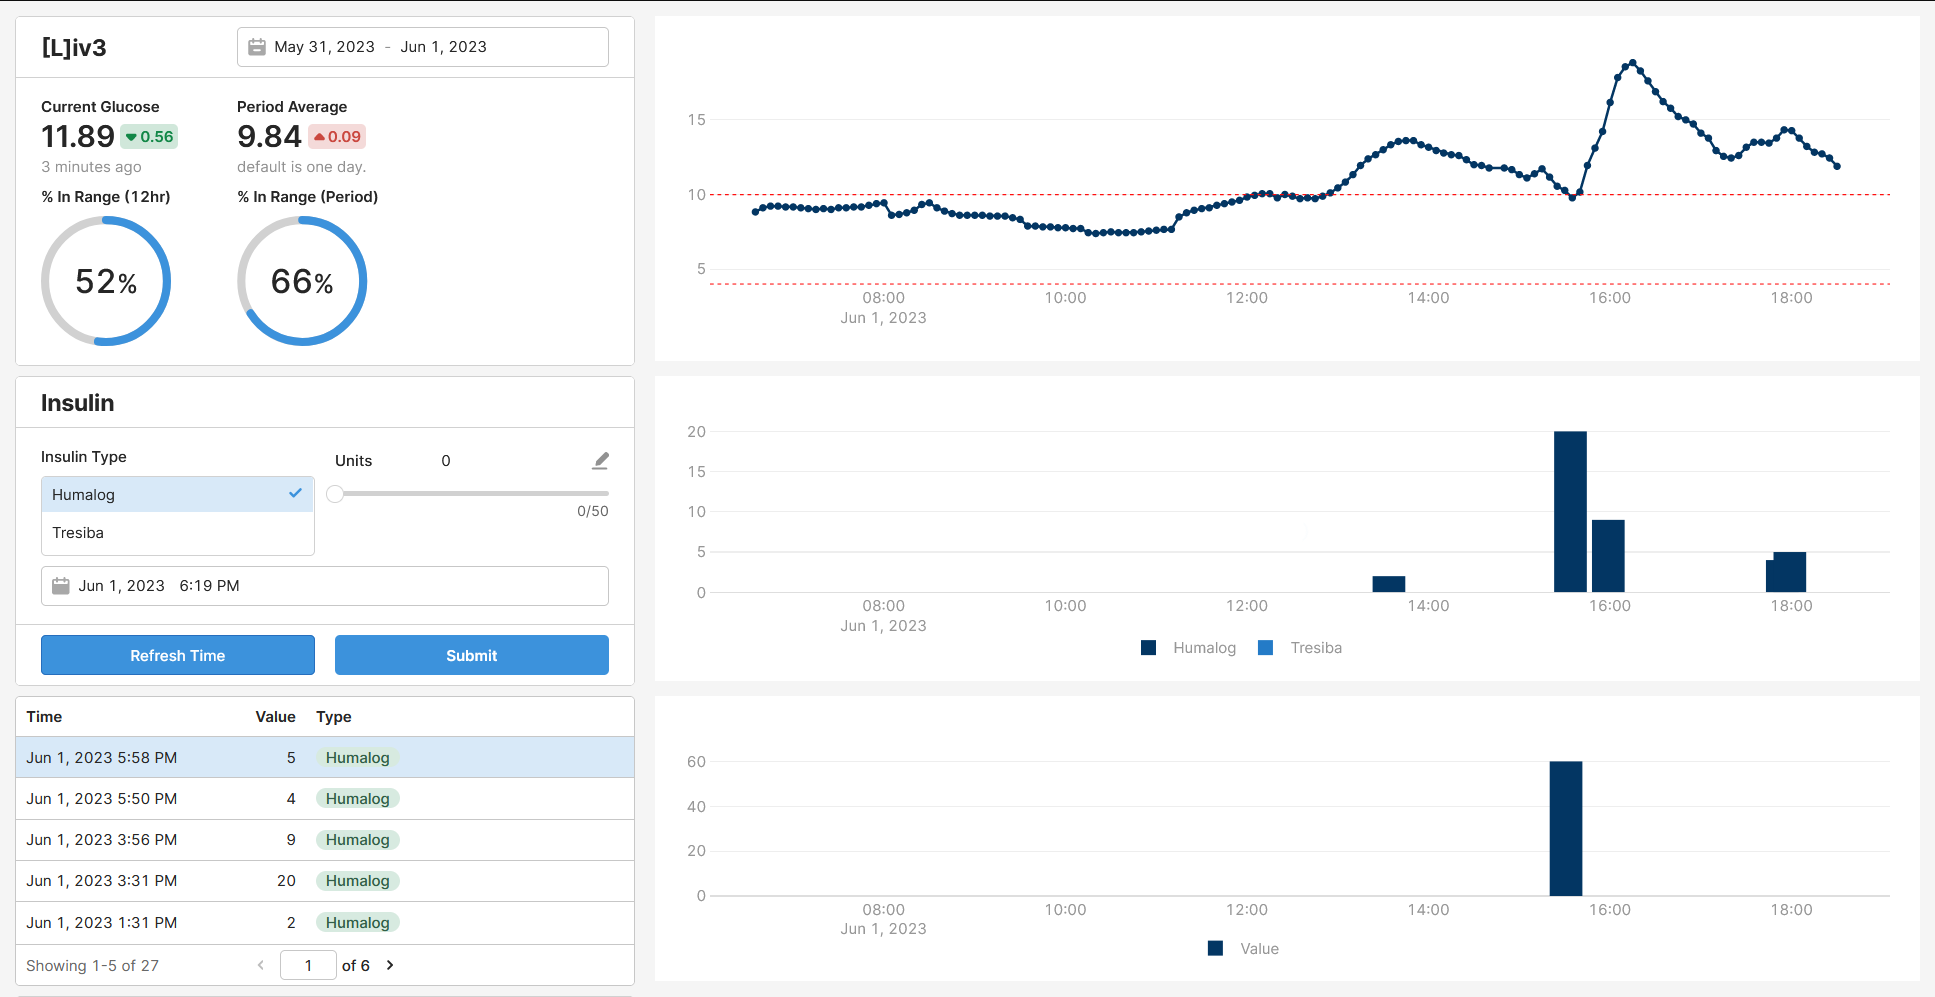 [L]iv3
May 31, 2023 - Jun 1, 2023
Current Glucose
11.89 0.56
3 minutes ago
Period Average
9.84 0.09
default is one day.
% In Range (12hr)
52%
% In Range (Period)
66%
15
10
5
08:00 10:00 12:00 14:00 16:00 18:00
Jun 1, 2023
Insulin
Insulin Type
Humalog
Tresiba
Units 0
0/50
Jun 1, 2023 6:19 PM
Refresh Time
Submit
20
15
10
5
0
08:00 10:00 12:00 14:00 16:00 18:00
Jun 1, 2023
Humalog Tresiba
Time Value Type
Jun 1, 2023 5:58 PM 5 Humalog
Jun 1, 2023 5:50 PM 4 Humalog
Jun 1, 2023 3:56 PM 9 Humalog
Jun 1, 2023 3:31 PM 20 Humalog
Jun 1, 2023 1:31 PM 2 Humalog
Showing 1-5 of 27 1 of 6
60
40
20
0
08:00 10:00 12:00 14:00 16:00 18:00
Jun 1, 2023
Value